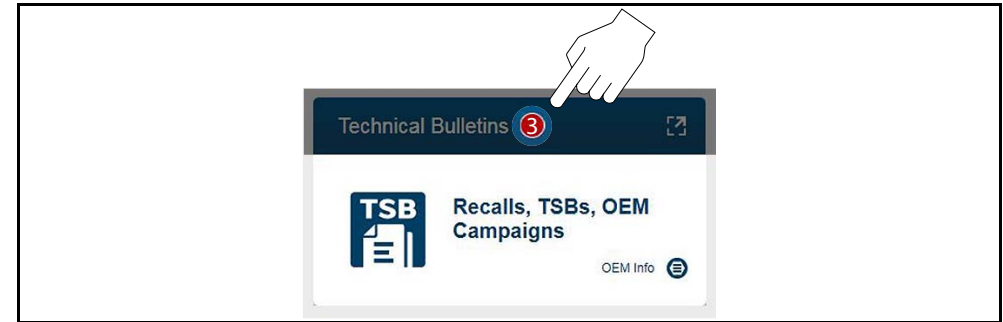 Technical Bulletins 3
TSB
Recalls, TSBs, OEM
Campaigns
OEM Info